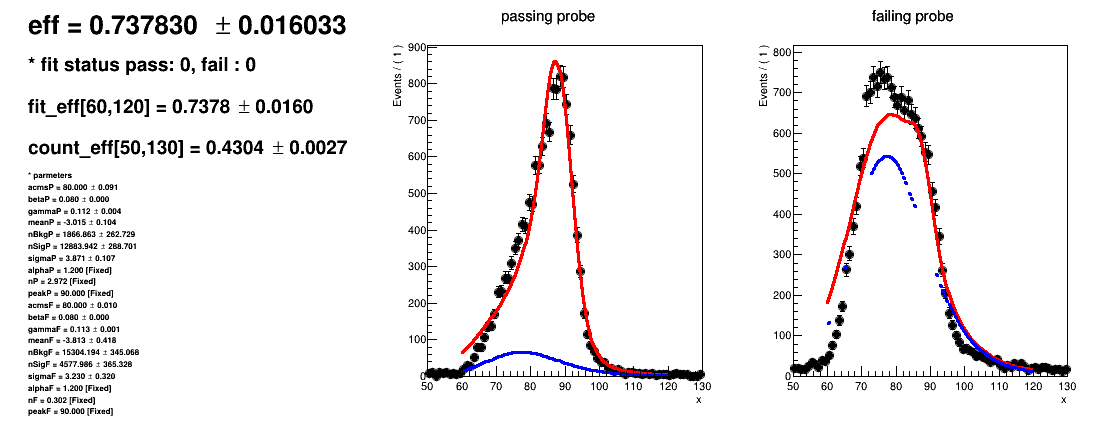 eff = 0.737830 ± 0.016033
* fit status pass: 0, fail : 0
fit_eff[60,120] = 0.7378 ± 0.0160
count_eff[50,130] = 0.4304 ± 0.0027
* parmeters
acmsP = 80.000 ± 0.091
betaP = 0.080 ± 0.000
gammaP = 0.112 ± 0.004
meanP = -3.015 ± 0.104
nBkgP = 1866.863 ± 262.729
nSigP = 12883.942 ± 288.701
sigmaP = 3.871 ± 0.107
alphaP = 1.200 [Fixed]
nP = 2.972 [Fixed]
peakP = 90.000 [Fixed]
acmsF = 80.000 ± 0.010
betaF = 0.080 ± 0.000
gammaF = 0.113 ± 0.001
meanF = -3.813 ± 0.418
nBkgF = 15304.194 ± 345.068
nSigF = 4577.986 ± 365.328
sigmaF = 3.230 ± 0.320
alphaF = 1.200 [Fixed]
nF = 0.302 [Fixed]
peakF = 90.000 [Fixed]
passing probe
Events / ( 1 )
900
800
700
600
500
400
300
200
100
0
50 60 70 80 90 100 110 120 130
x
failing probe
Events / ( 1 )
800
700
600
500
400
300
200
100
0
50 60 70 80 90 100 110 120 130
x